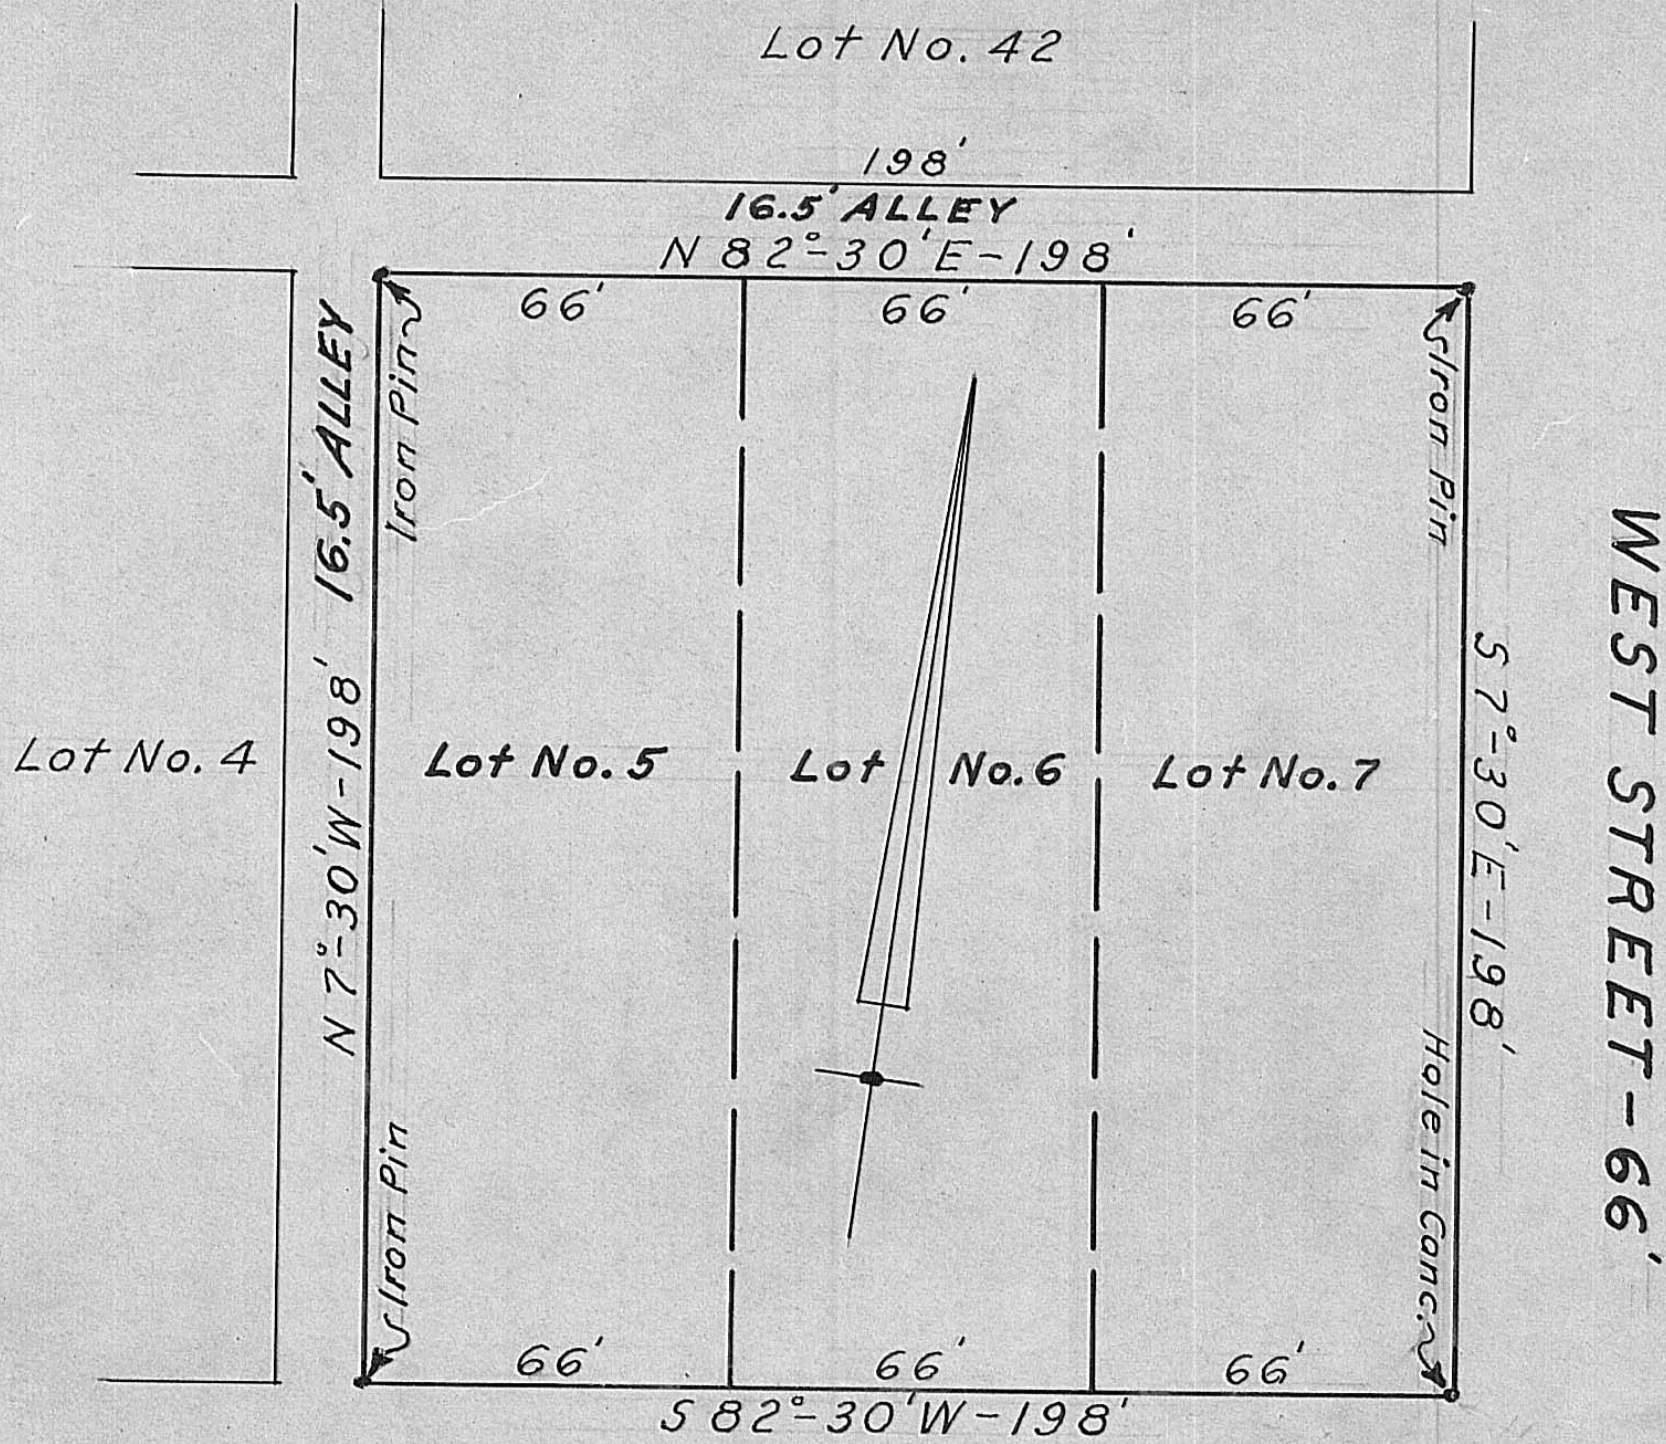 Lot No. 42
198'
16.5' ALLEY
N 82°-30'E-198'
66' 66' 66'
Iron Pin
Iron Pin
16.5' ALLEY
N 7°-30'W-198'
Lot No. 4
Lot No. 5
Lot No. 6
Lot No. 7
S 7°-30'E-198'
WEST STREET-66'
Iron Pin
Hole in Conc.
66' 66' 66'
S 82°-30'W-198'